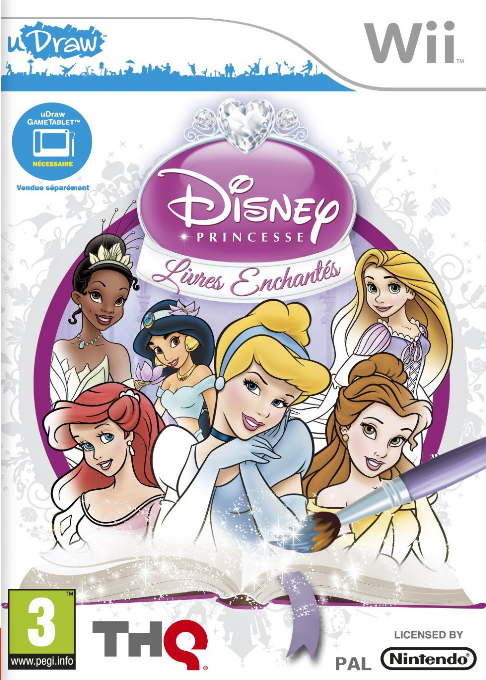 uDraw
Wii™
uDraw
GameTablet™
NÉCESSAIRE
Vendue séparément
Disney
PRINCESSE
Livres Enchantés
3
www.pegi.info
THQ®
LICENSED BY
PAL Nintendo®